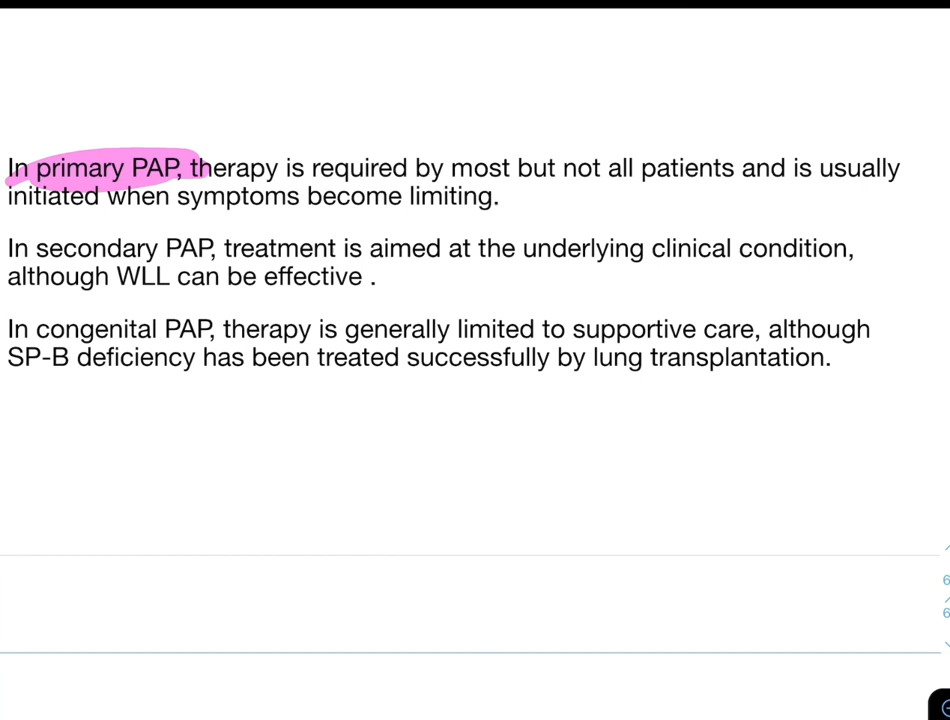 In primary PAP, therapy is required by most but not all patients and is usually
initiated when symptoms become limiting.
In secondary PAP, treatment is aimed at the underlying clinical condition,
although WLL can be effective .
In congenital PAP, therapy is generally limited to supportive care, although
SP-B deficiency has been treated successfully by lung transplantation.
6
6